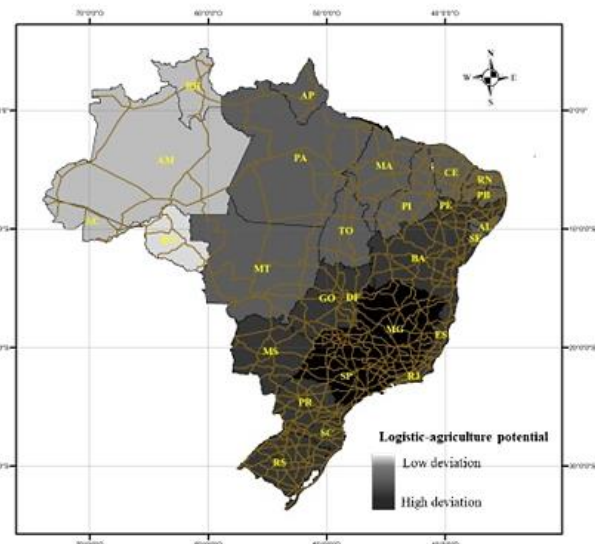 N
W E
S
AP
AM
PA
MA
CE
RN
PB
PI
PE
AC
AL
SE
TO
BA
MT
GO
DF
MG
ES
MS
SP
RJ
PR
SC
RS
Logistic-agriculture potential
Low deviation
High deviation